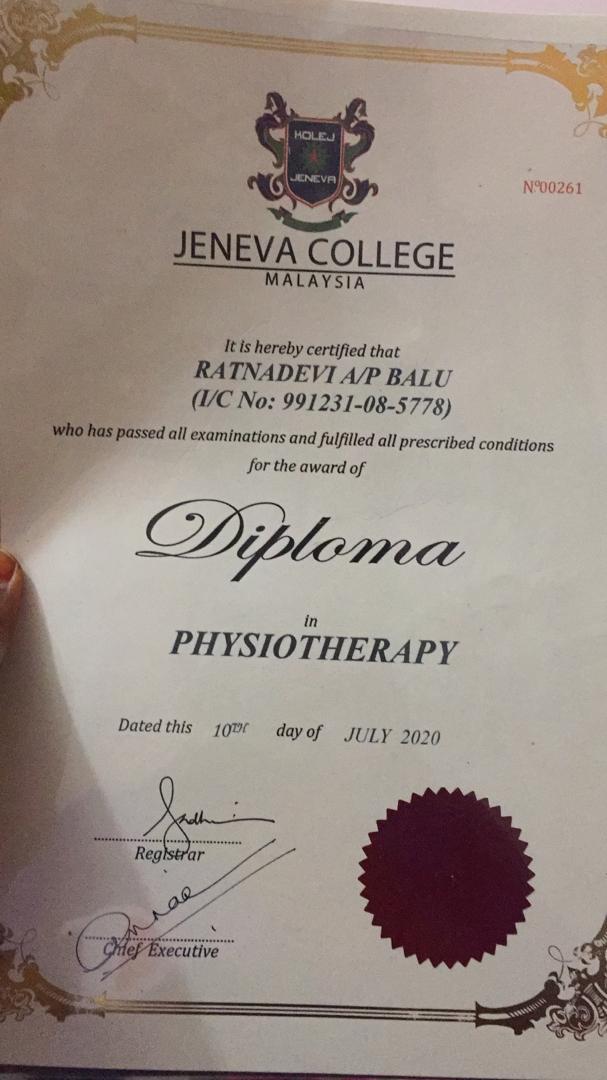 KOLEJ
JENEVA
Nº00261
JENEVA COLLEGE
MALAYSIA
It is hereby certified that
RATNADEVI A/P BALU
(I/C No: 991231-08-5778)
who has passed all examinations and fulfilled all prescribed conditions
for the award of
Diploma
in
PHYSIOTHERAPY
Dated this 10TH day of JULY 2020
Registrar
Chief Executive